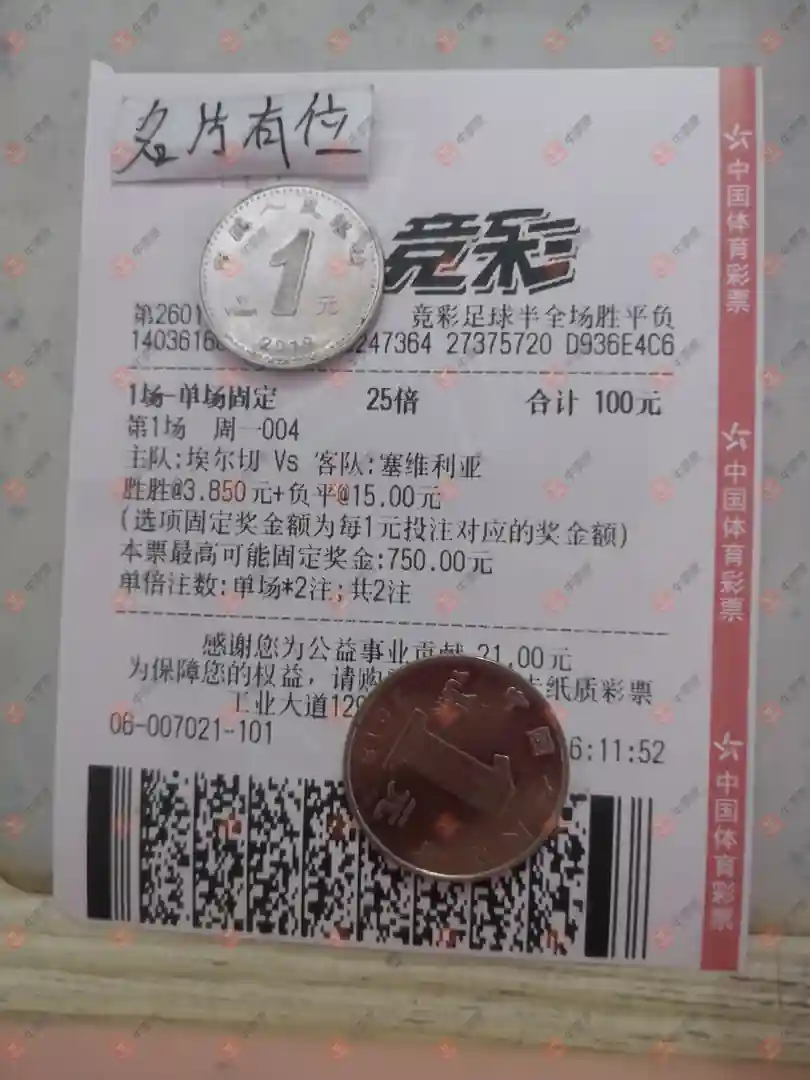 名片有位
竞彩
第2601 竞彩足球半全场胜平负
1403616 247364 27375720 D936E4C6
1场-单场固定 25倍 合计 100元
第1场 周一004
主队:埃尔切 Vs 客队:塞维利亚
胜胜@3.850元+负平@15.00元
(选项固定奖金额为每1元投注对应的奖金额)
本票最高可能固定奖金:750.00元
单倍注数:单场*2注;共2注
感谢您为公益事业贡献 21.00元
为保障您的权益,请购 纸质彩票
工业大道129
06-007021-101 6:11:52
1
元
2019
1
元
中国体育彩票
中国体育彩票
中国体育彩票